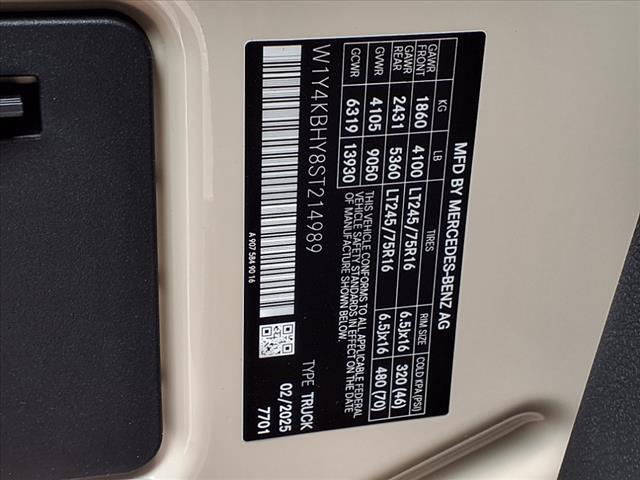 MFD BY MERCEDES-BENZ AG
KG LB TIRES RIM SIZE COLD KPA (PSI)
GAWR FRONT 1860 4100 LT245/75R16 6.5Jx16 320 (46)
GAWR REAR 2431 5360 LT245/75R16 6.5Jx16 480 (70)
GVWR 4105 9050
GCWR 6319 13930
THIS VEHICLE CONFORMS TO ALL APPLICABLE FEDERAL
VEHICLE SAFETY STANDARDS IN EFFECT ON THE DATE OF
MANUFACTURE SHOWN ABOVE.
W1Y4KBHY8ST214989
TYPE TRUCK
02/2025
7701
A 907 584 90 16